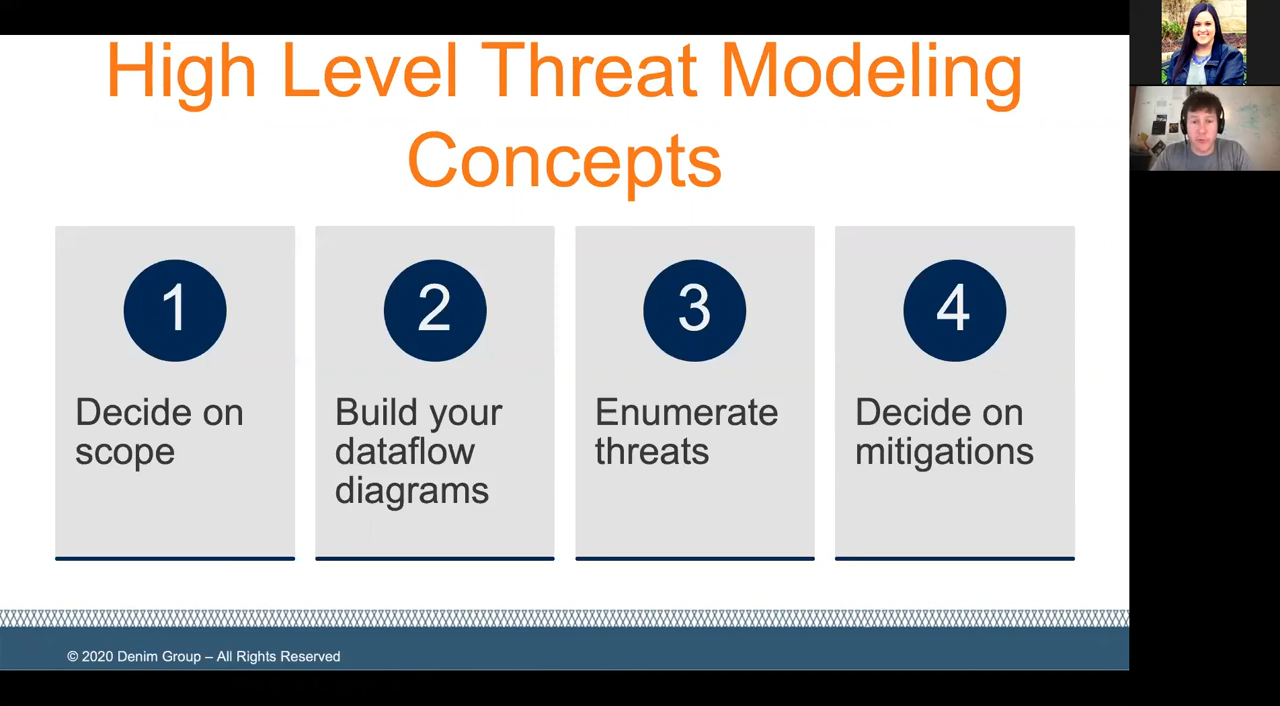 High Level Threat Modeling
Concepts
1
Decide on
scope
2
Build your
dataflow
diagrams
3
Enumerate
threats
4
Decide on
mitigations
© 2020 Denim Group – All Rights Reserved